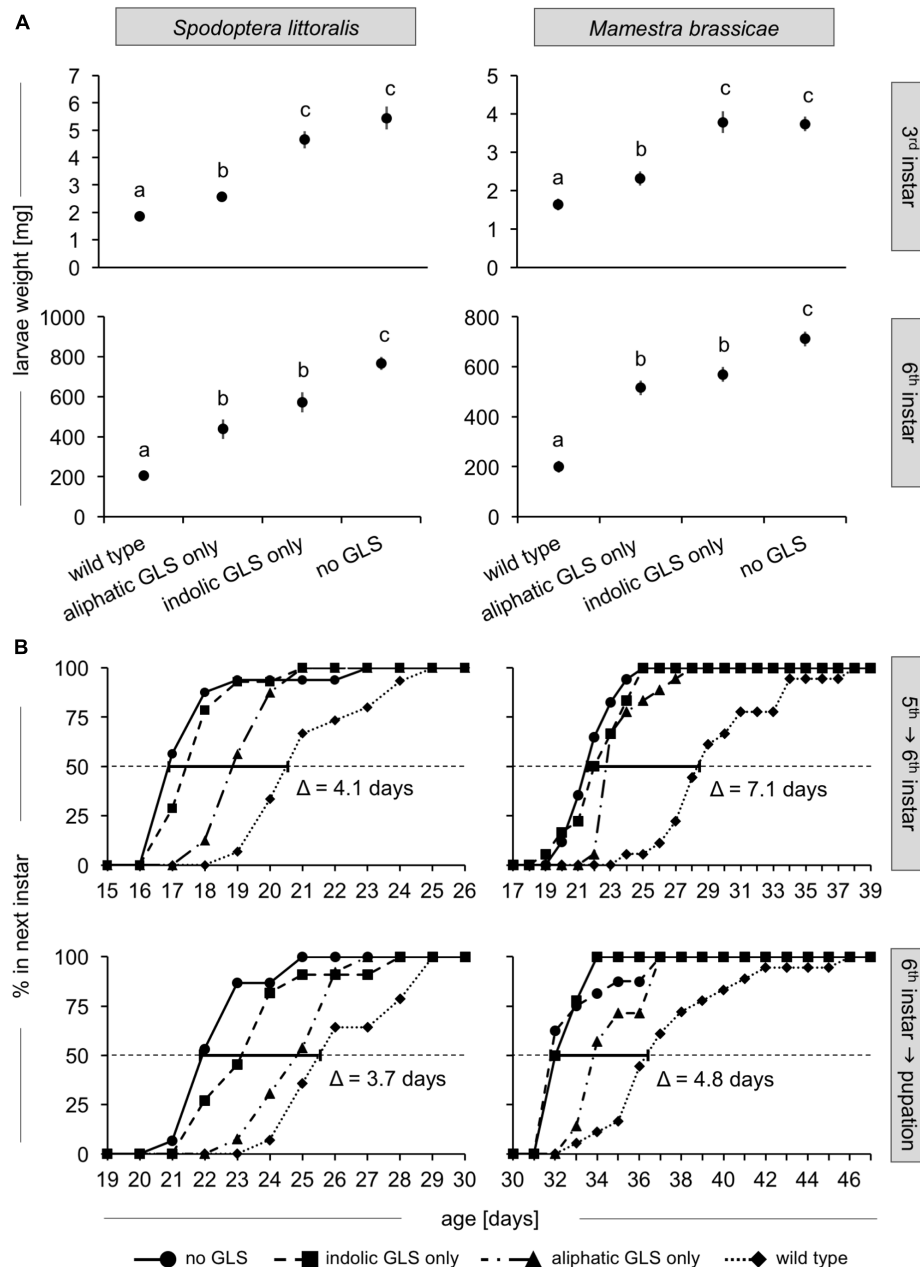 A
Spodoptera littoralis
Mamestra brassicae
larvae weight [mg]
7
6
5
4
3
2
1
0
a
b
c
c
5
4
3
2
1
0
a
b
c
c
3rd instar
1000
800
600
400
200
0
a
b
b
c
800
600
400
200
0
a
b
b
c
6th instar
wild type
aliphatic GLS only
indolic GLS only
no GLS
wild type
aliphatic GLS only
indolic GLS only
no GLS
B
% in next instar
100
75
50
25
0
Δ = 4.1 days
15 16 17 18 19 20 21 22 23 24 25 26
100
75
50
25
0
Δ = 7.1 days
17 19 21 23 25 27 29 31 33 35 37 39
5th → 6th instar
100
75
50
25
0
Δ = 3.7 days
19 20 21 22 23 24 25 26 27 28 29 30
100
75
50
25
0
Δ = 4.8 days
30 32 34 36 38 40 42 44 46
6th instar → pupation
age [days]
no GLS indolic GLS only aliphatic GLS only wild type